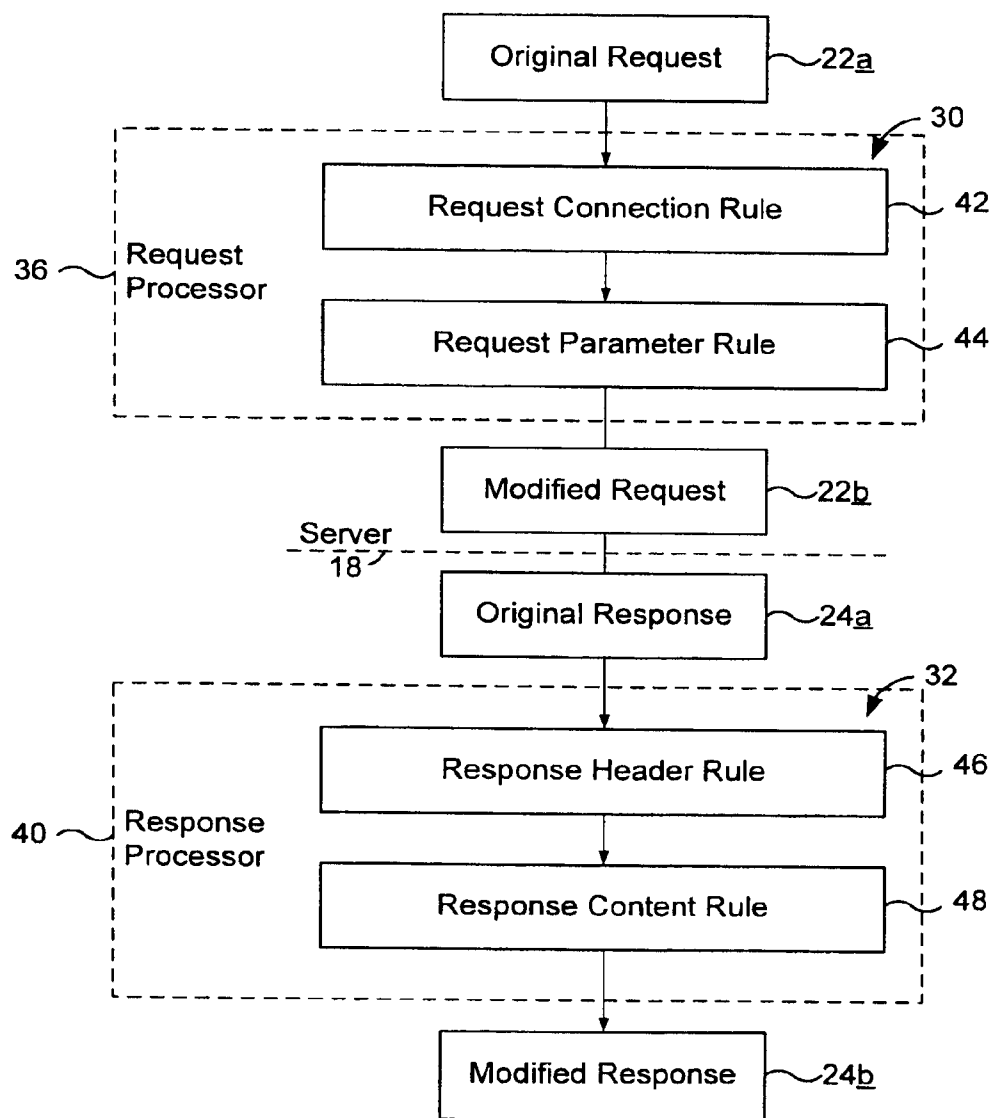 Original Request
22a
30
Request Connection Rule
42
36
Request
Processor
Request Parameter Rule
44
Modified Request
22b
Server
18
Original Response
24a
32
Response Header Rule
46
40
Response
Processor
Response Content Rule
48
Modified Response
24b